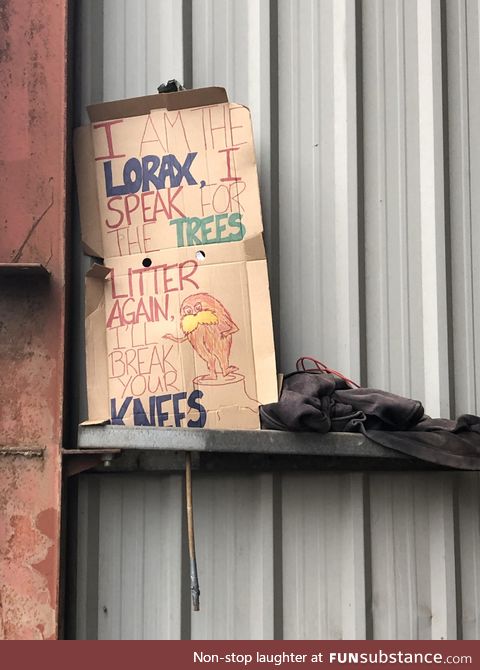 I AM THE
LORAX, I
SPEAK FOR
THE TREES
LITTER
AGAIN,
I'LL
BREAK
YOUR
KNEES
Non-stop laughter at FUNsubstance.com